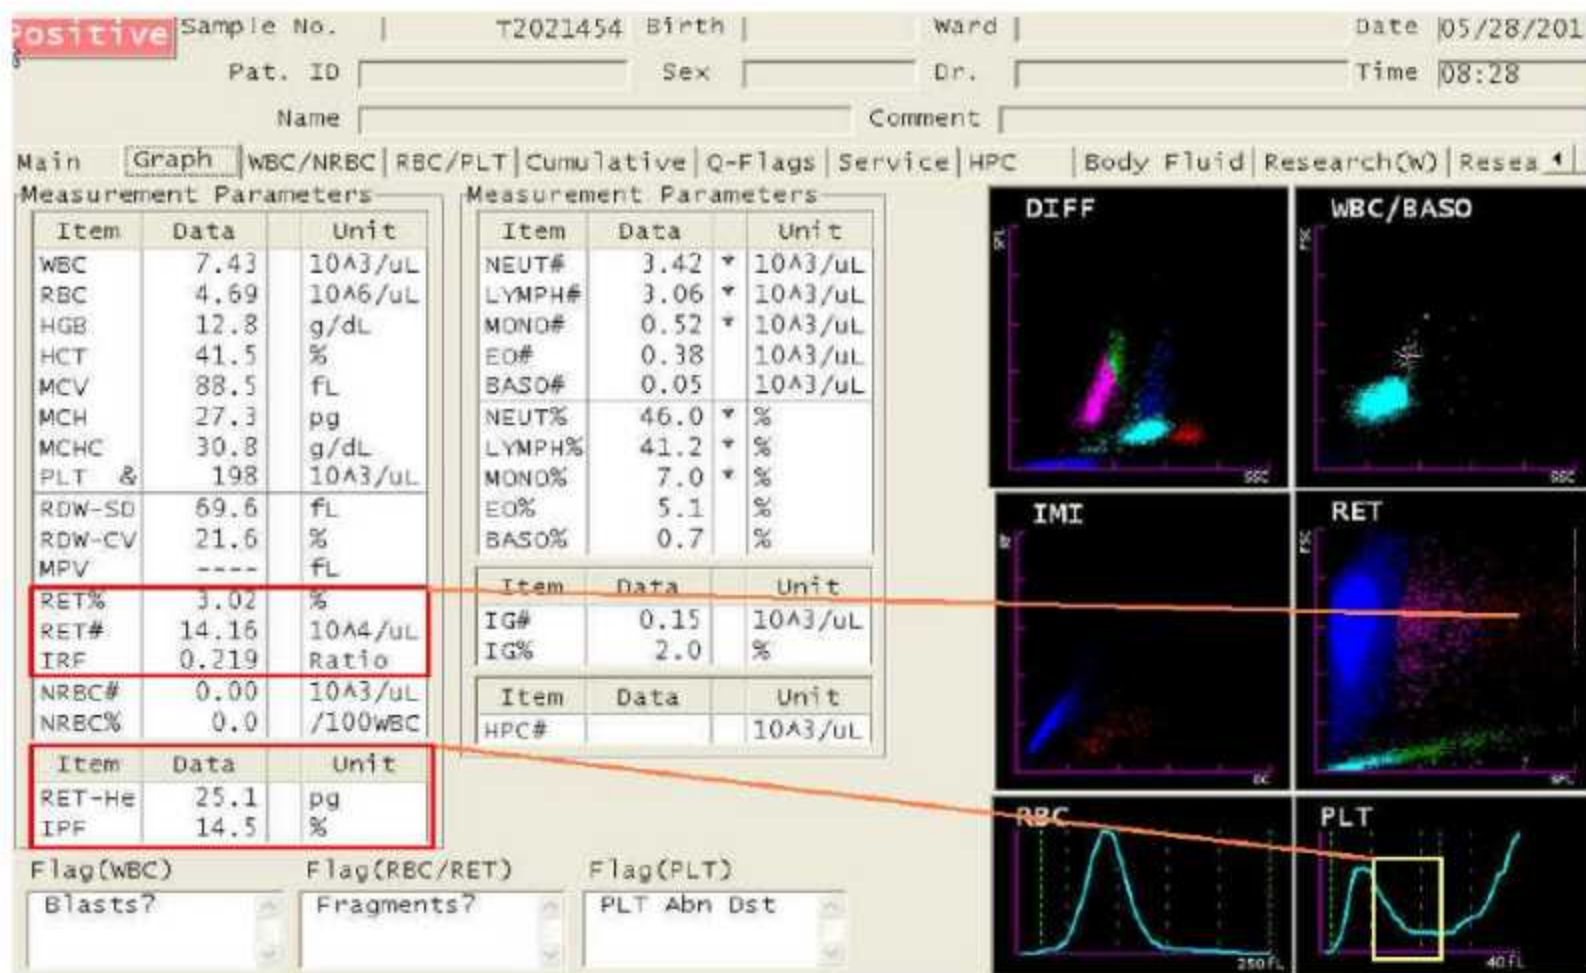 Positive Sample No. T2021454 Birth Ward Date 05/28/201
Pat. ID Sex Dr. Time 08:28
Name Comment
Main Graph WBC/NRBC RBC/PLT Cumulative Q-Flags Service HPC Body Fluid Research(W) Resea
Measurement Parameters
Item Data Unit
WBC 7.43 10^3/uL
RBC 4.69 10^6/uL
HGB 12.8 g/dL
HCT 41.5 %
MCV 88.5 fL
MCH 27.3 pg
MCHC 30.8 g/dL
PLT & 198 10^3/uL
RDW-SD 69.6 fL
RDW-CV 21.6 %
MPV ---- fL
RET% 3.02 %
RET# 14.16 10^4/uL
IRF 0.219 Ratio
NRBC# 0.00 10^3/uL
NRBC% 0.0 /100WBC
Item Data Unit
RET-He 25.1 pg
IPF 14.5 %
Measurement Parameters
Item Data Unit
NEUT# 3.42 * 10^3/uL
LYMPH# 3.06 * 10^3/uL
MONO# 0.52 * 10^3/uL
EO# 0.38 10^3/uL
BASO# 0.05 10^3/uL
NEUT% 46.0 * %
LYMPH% 41.2 * %
MONO% 7.0 * %
EO% 5.1 %
BASO% 0.7 %
Item Data Unit
IG# 0.15 10^3/uL
IG% 2.0 %
Item Data Unit
HPC# 10^3/uL
Flag(WBC)
Blasts?
Flag(RBC/RET)
Fragments?
Flag(PLT)
PLT Abn Dst
DIFF
SFL
SSC
WBC/BASO
FSC
SSC
IMI
RF
DC
RET
FSC
SFL
RBC
250fL
PLT
40fL